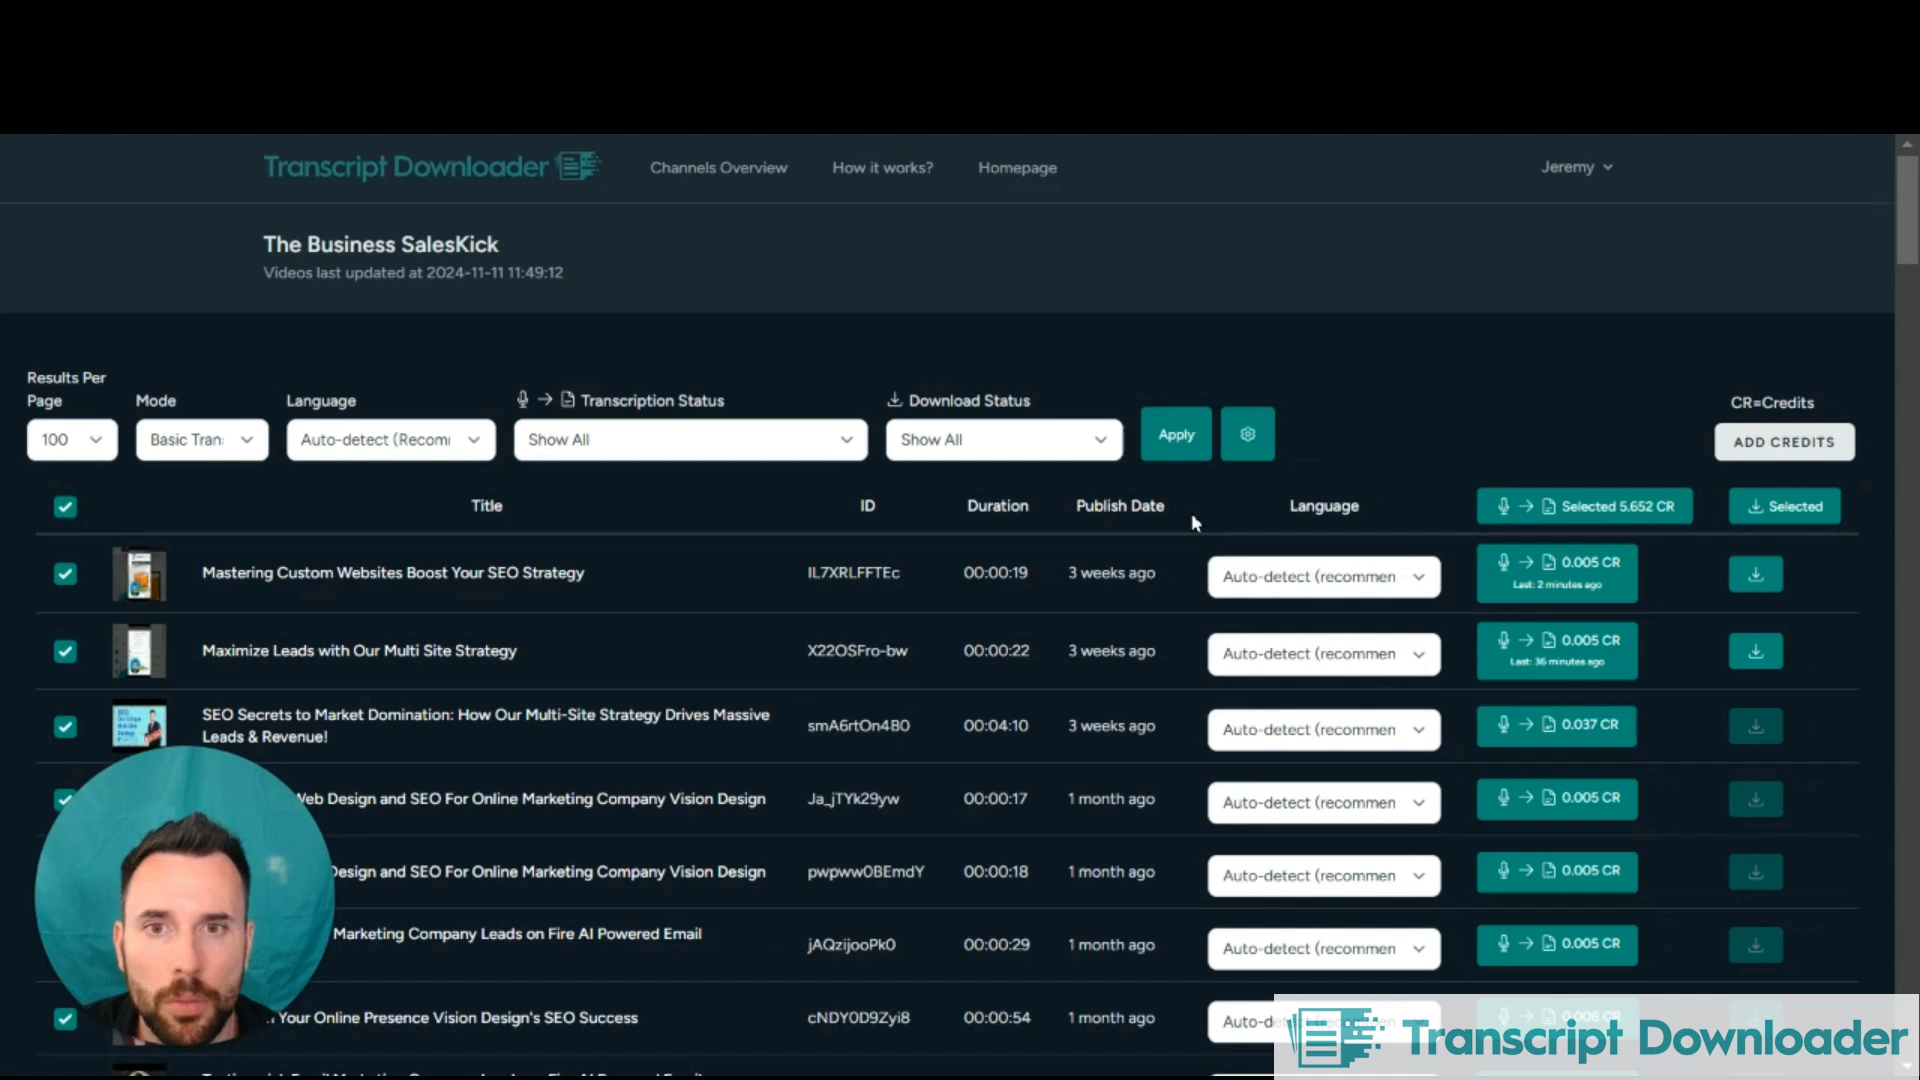 Transcript Downloader
Channels Overview
How it works?
Homepage
Jeremy
The Business SalesKick
Videos last updated at 2024-11-11 11:49:12
Results Per
Page
Mode
Language
Transcription Status
Download Status
CR=Credits
100
Basic Tran
Auto-detect (Recom
Show All
Show All
Apply
ADD CREDITS
Title
ID
Duration
Publish Date
Language
Selected 5.652 CR
Selected
Mastering Custom Websites Boost Your SEO Strategy
IL7XRLFFTEc
00:00:19
3 weeks ago
Auto-detect (recommen
0.005 CR
Last: 2 minutes ago
Maximize Leads with Our Multi Site Strategy
X22OSFro-bw
00:00:22
3 weeks ago
Auto-detect (recommen
0.005 CR
Last: 36 minutes ago
SEO Secrets to Market Domination: How Our Multi-Site Strategy Drives Massive
Leads & Revenue!
smA6rtOn4B0
00:04:10
3 weeks ago
Auto-detect (recommen
0.037 CR
Web Design and SEO For Online Marketing Company Vision Design
Ja_jTYk29yw
00:00:17
1 month ago
Auto-detect (recommen
0.005 CR
Design and SEO For Online Marketing Company Vision Design
pwpww0BEmdY
00:00:18
1 month ago
Auto-detect (recommen
0.005 CR
Marketing Company Leads on Fire AI Powered Email
jAQzijooPk0
00:00:29
1 month ago
Auto-detect (recommen
0.005 CR
Your Online Presence Vision Design's SEO Success
cNDY0D9Zyi8
00:00:54
1 month ago
0.008 CR
Transcript Downloader